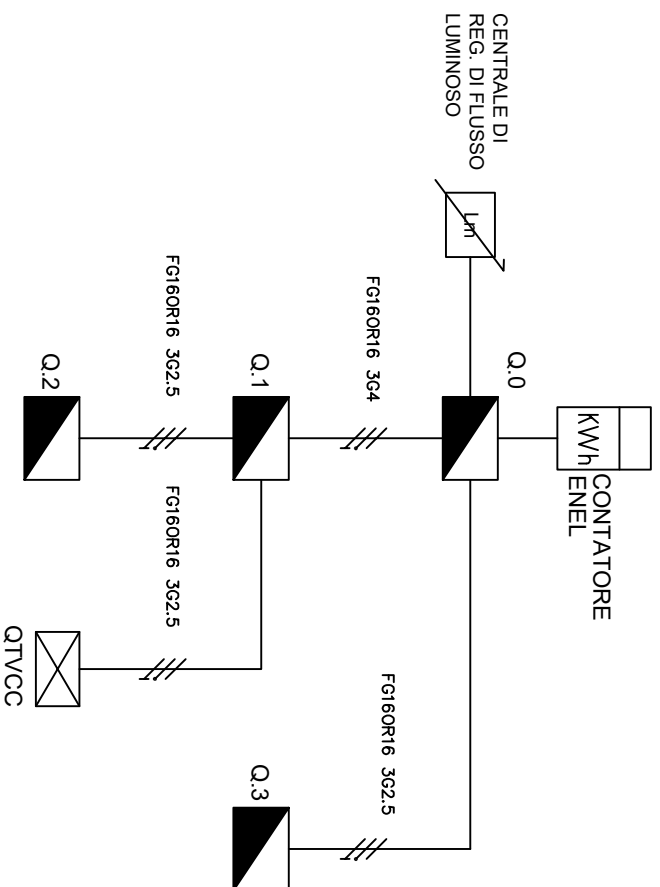 CENTRALE DI
REG. DI FLUSSO
LUMINOSO
Lm
Q.0
KWh
CONTATORE
ENEL
FG16OR16 3G4
Q.1
FG16OR16 3G2.5
Q.2
FG16OR16 3G2.5
QTVCC
FG16OR16 3G2.5
Q.3